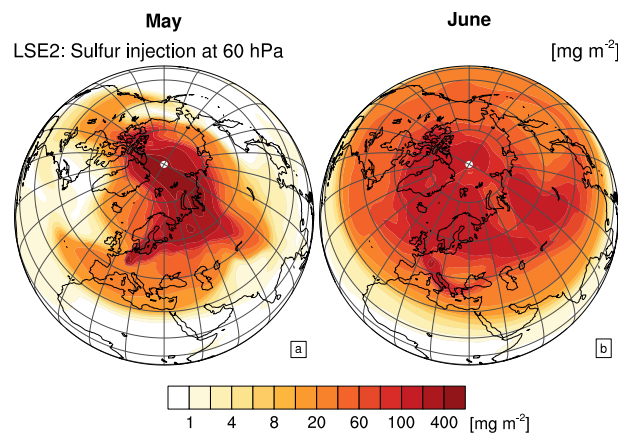 May June
LSE2: Sulfur injection at 60 hPa [mg m⁻²]
a b
1 4 8 20 60 100 400 [mg m⁻²]